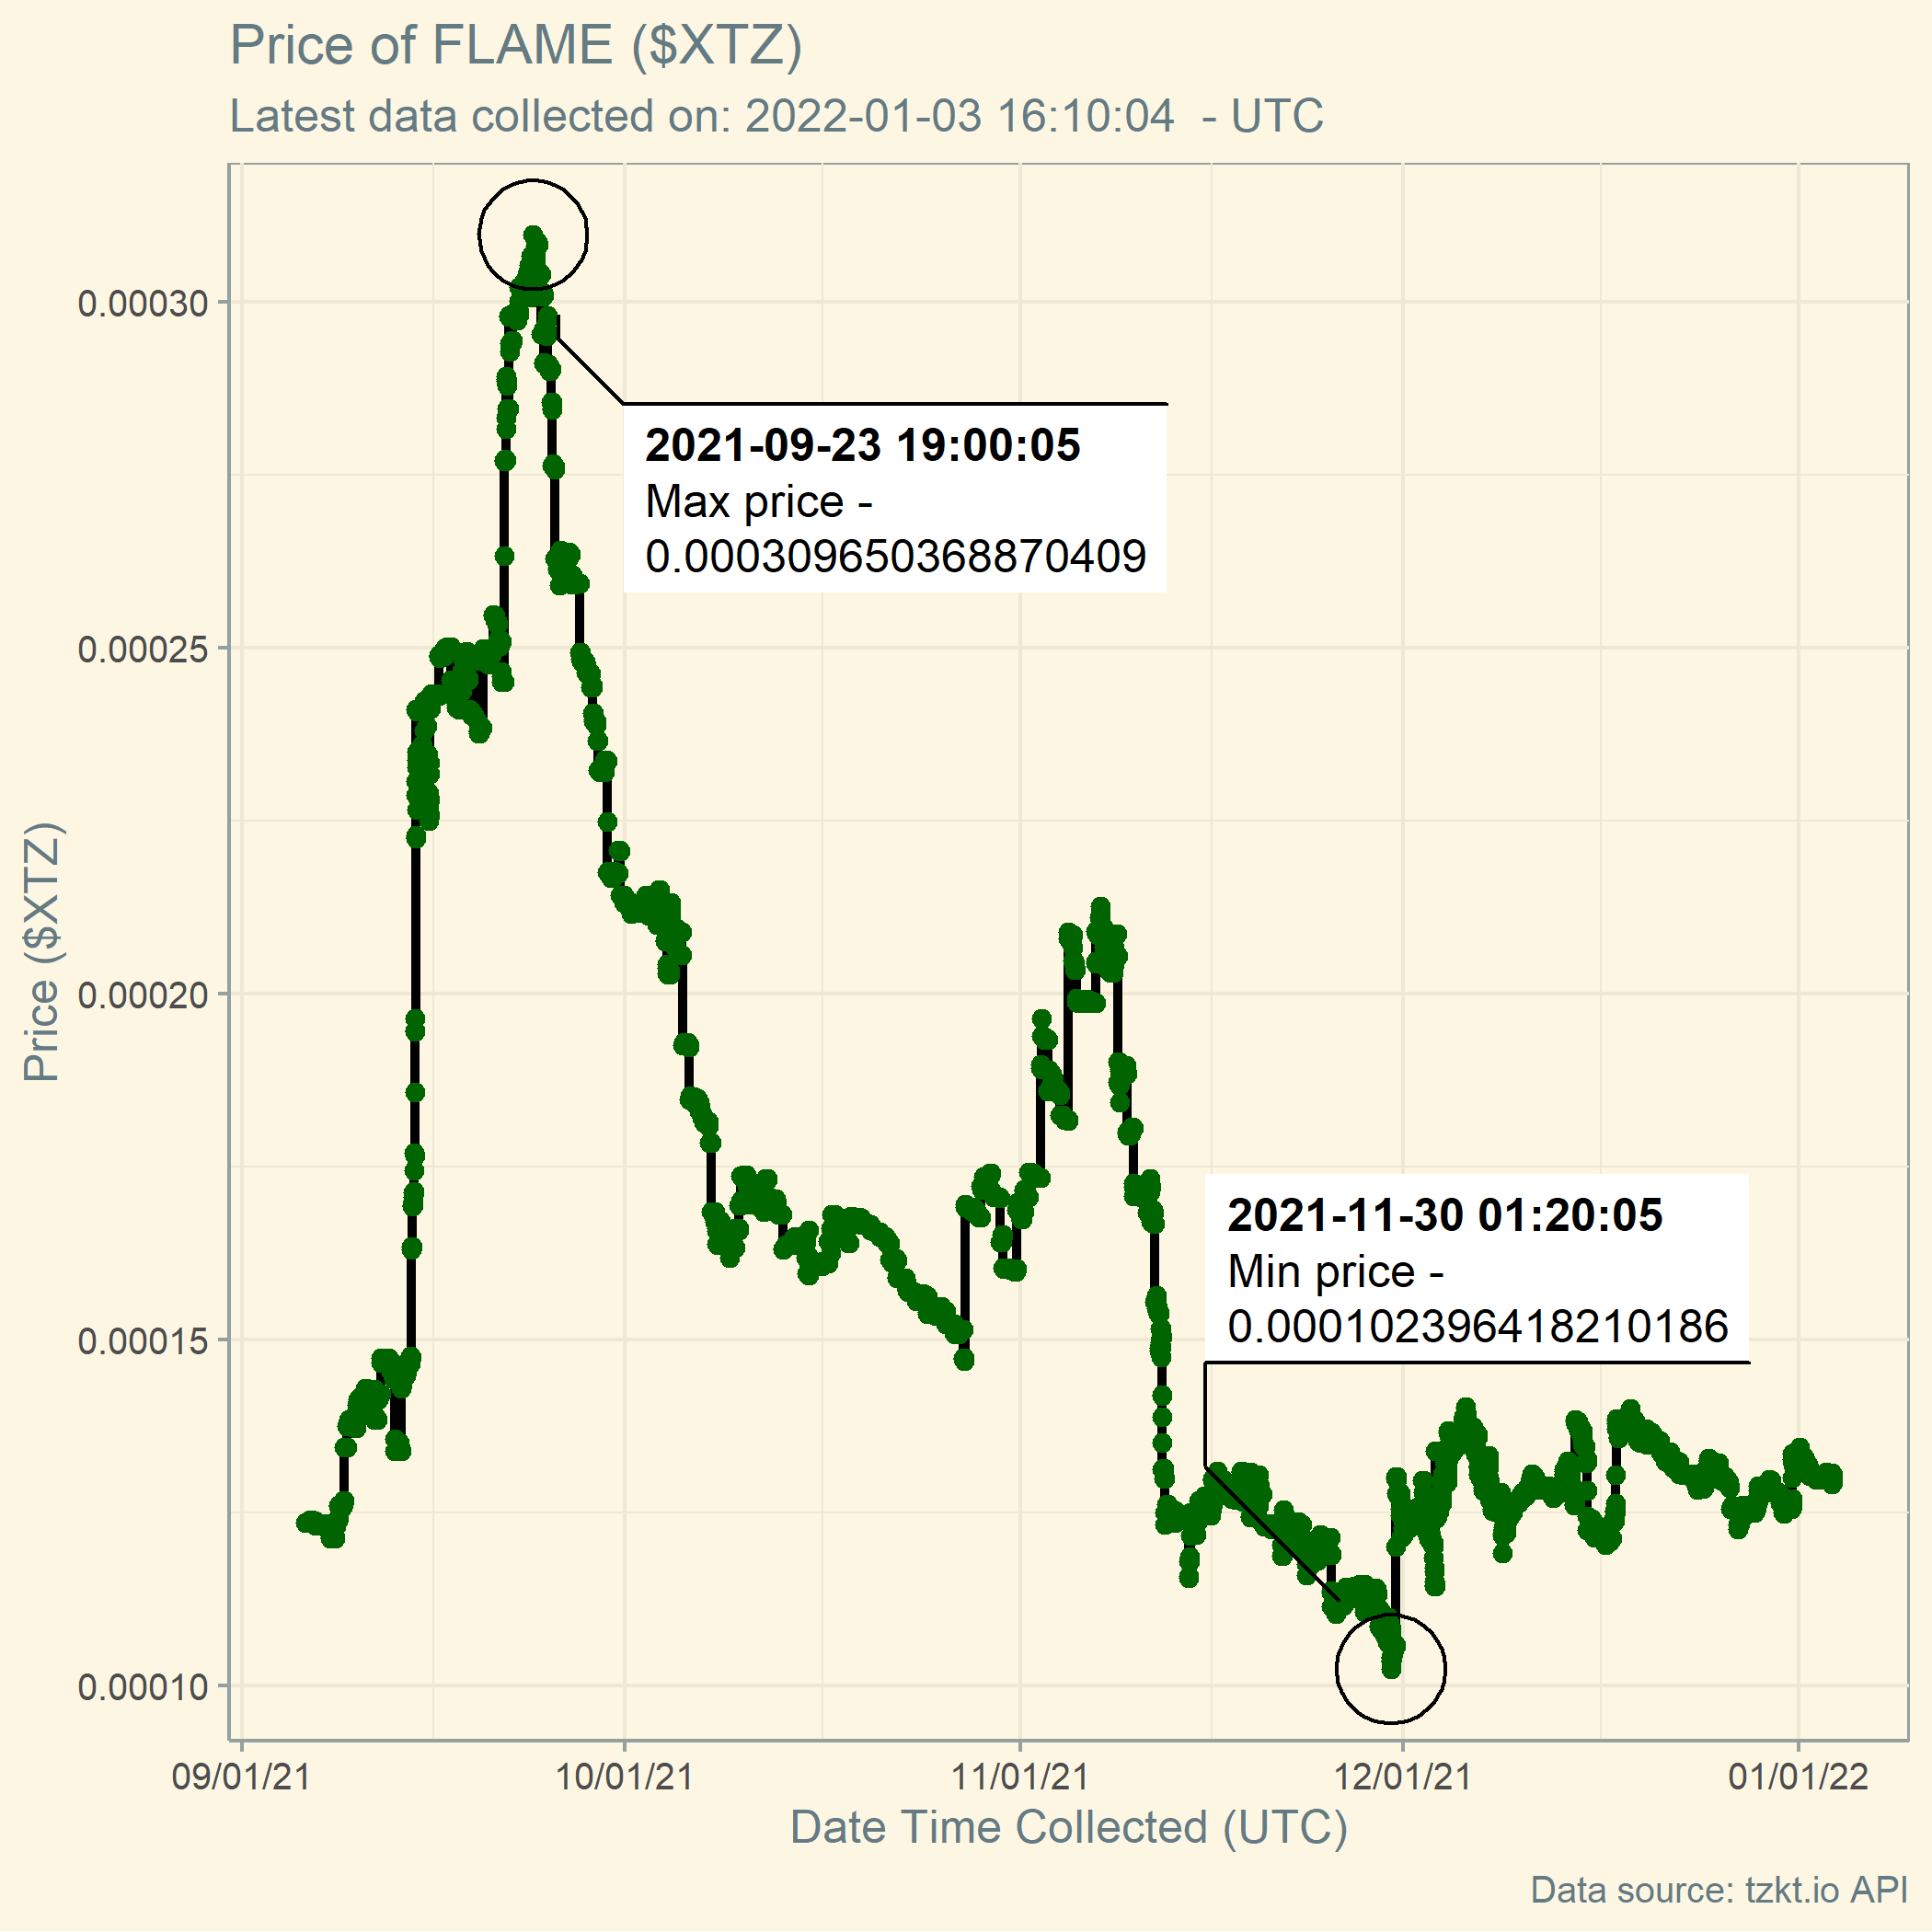 Price of FLAME ($XTZ)
Latest data collected on: 2022-01-03 16:10:04  - UTC
0.00030
0.00025
0.00020
0.00015
0.00010
Price ($XTZ)
2021-09-23 19:00:05
Max price -
0.000309650368870409
2021-11-30 01:20:05
Min price -
0.000102396418210186
09/01/21
10/01/21
11/01/21
12/01/21
01/01/22
Date Time Collected (UTC)
Data source: tzkt.io API